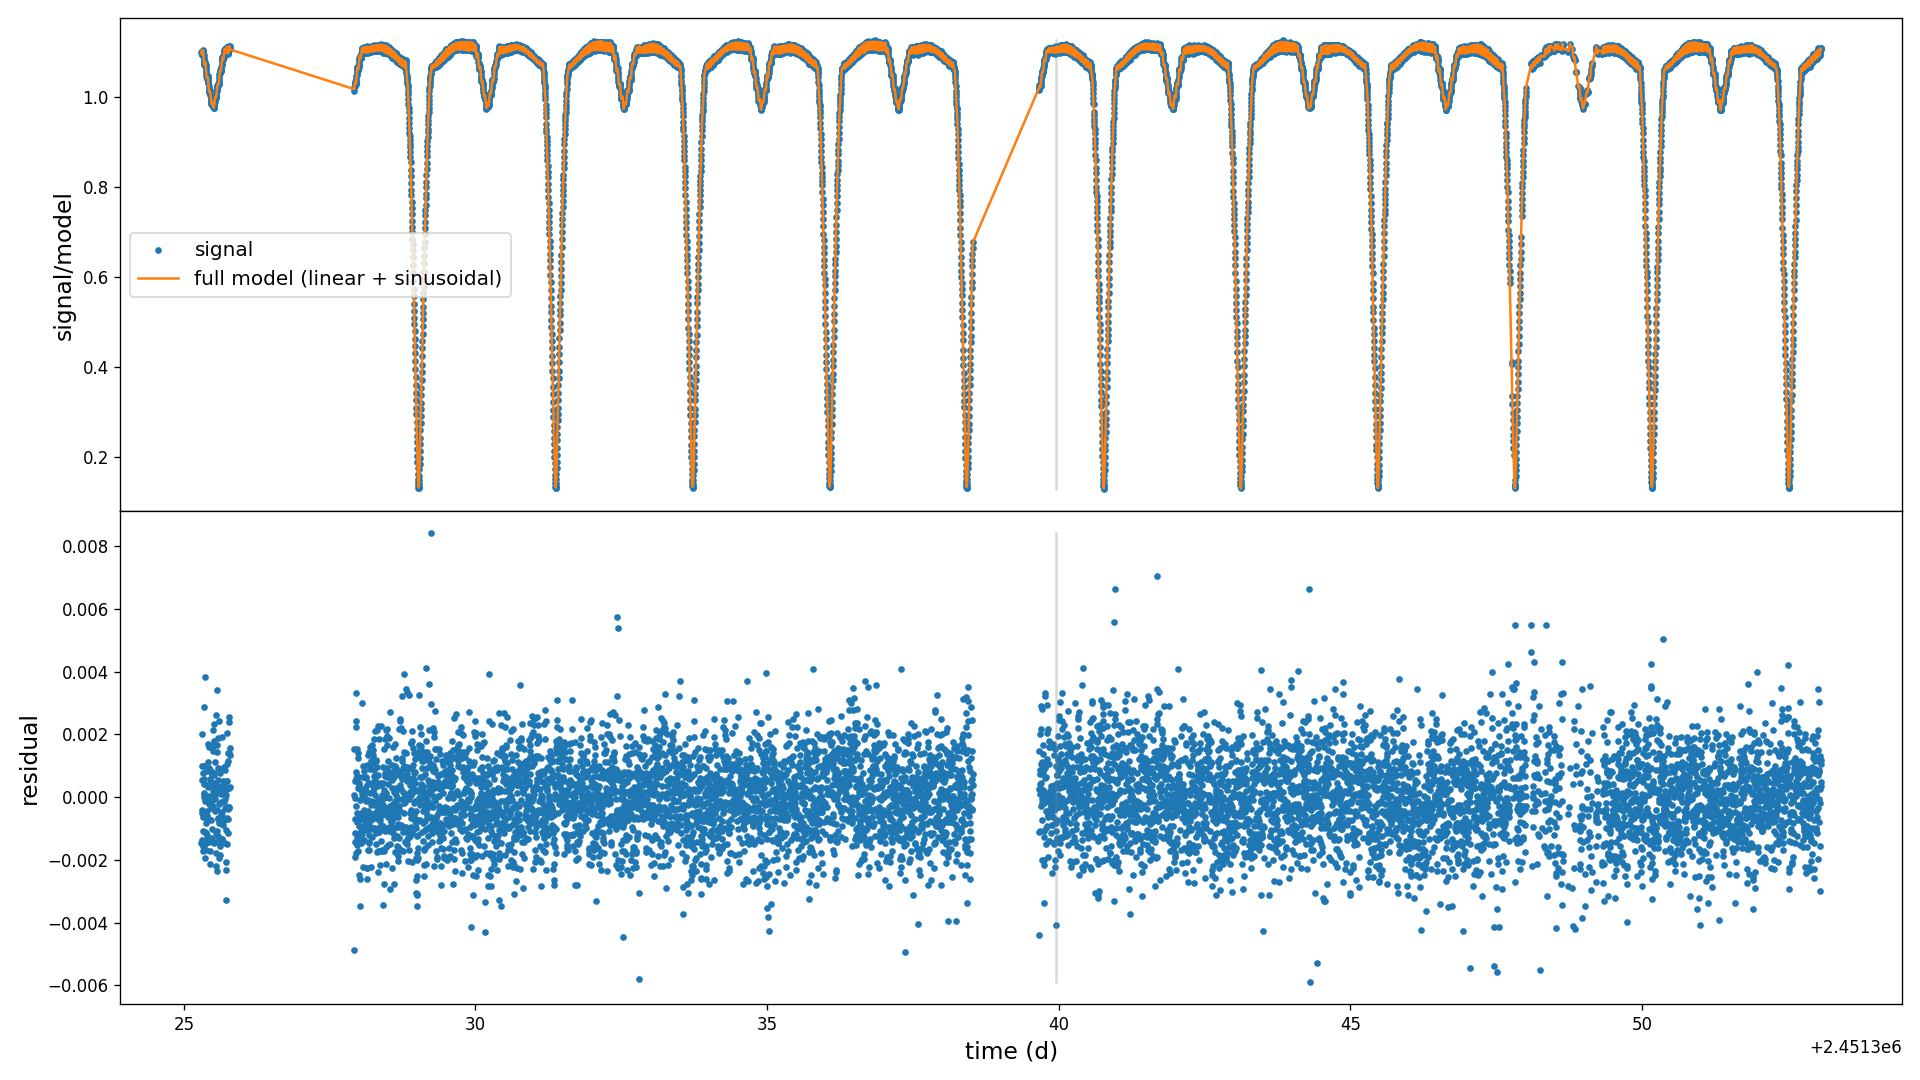 1.0
0.8
0.6
0.4
0.2
signal/model
signal
full model (linear + sinusoidal)
0.008
0.006
0.004
0.002
0.000
−0.002
−0.004
−0.006
residual
25 30 35 40 45 50
time (d)
+2.4513e6